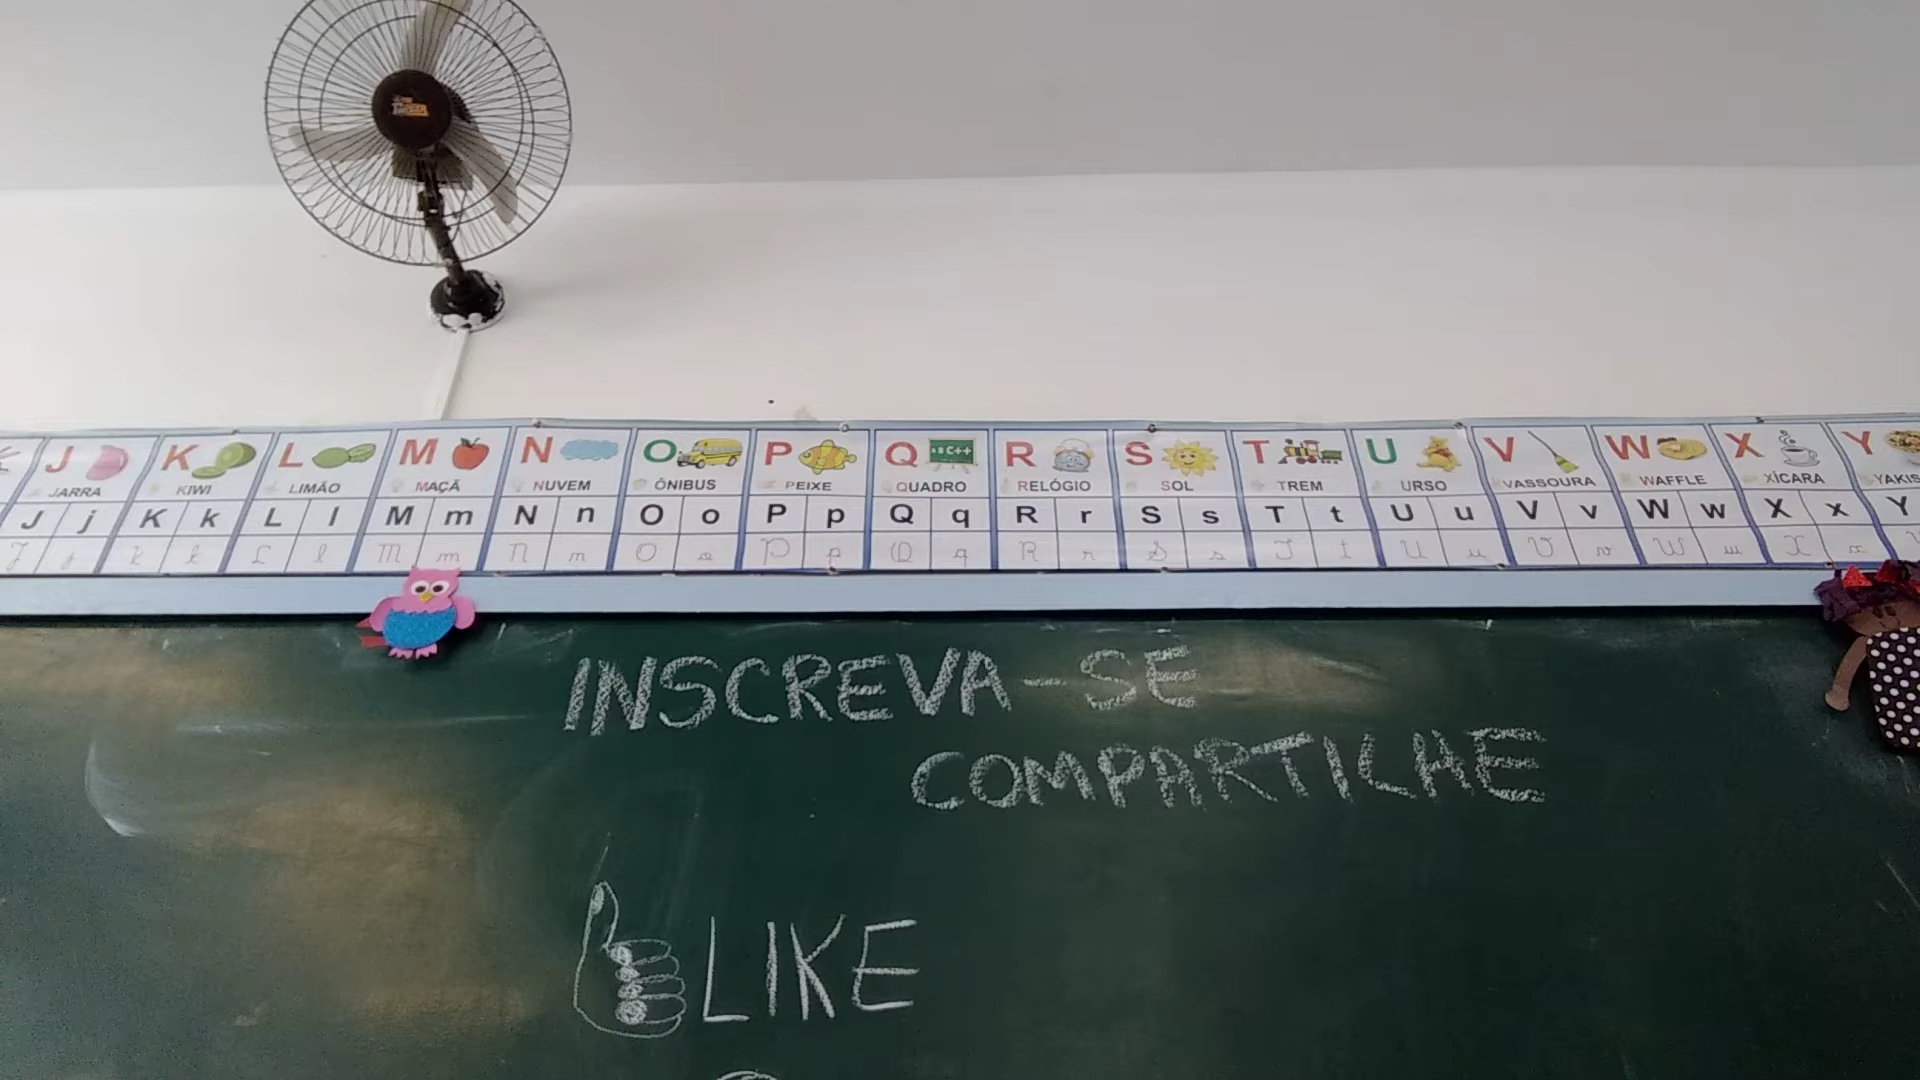 J K L M N O P Q R S T U V W X Y
JARRA KIWI LIMÃO MAÇÃ NUVEM ÔNIBUS PEIXE QUADRO RELÓGIO SOL TREM URSO VASSOURA WAFFLE XÍCARA
J j K k L l M m N n O o P p Q q R r S s T t U u V v W w X x Y
J j K k L l M m N n O o P p Q q R r S s T t U u V v W w X x
INSCREVA-SE
COMPARTILHE
LIKE